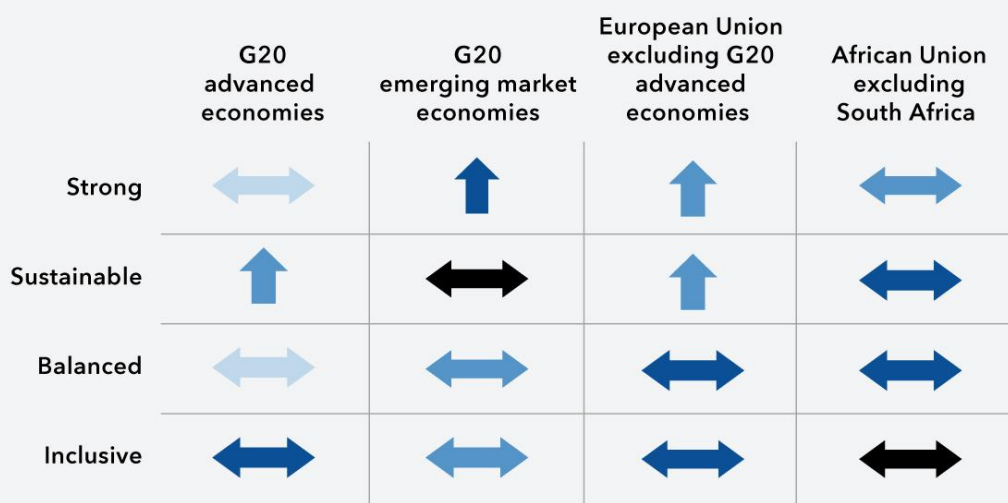 G20
advanced
economies
G20
emerging market
economies
European Union
excluding G20
advanced
economies
African Union
excluding
South Africa
Strong
Sustainable
Balanced
Inclusive